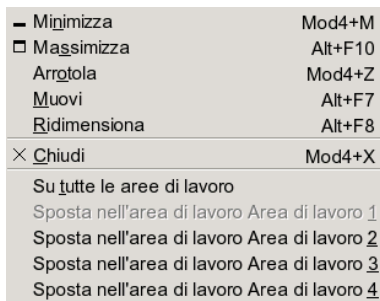 Minimizza Mod4+M
Massimizza Alt+F10
Arrotola Mod4+Z
Muovi Alt+F7
Ridimensiona Alt+F8
Chiudi Mod4+X
Su tutte le aree di lavoro
Sposta nell'area di lavoro Area di lavoro 1
Sposta nell'area di lavoro Area di lavoro 2
Sposta nell'area di lavoro Area di lavoro 3
Sposta nell'area di lavoro Area di lavoro 4